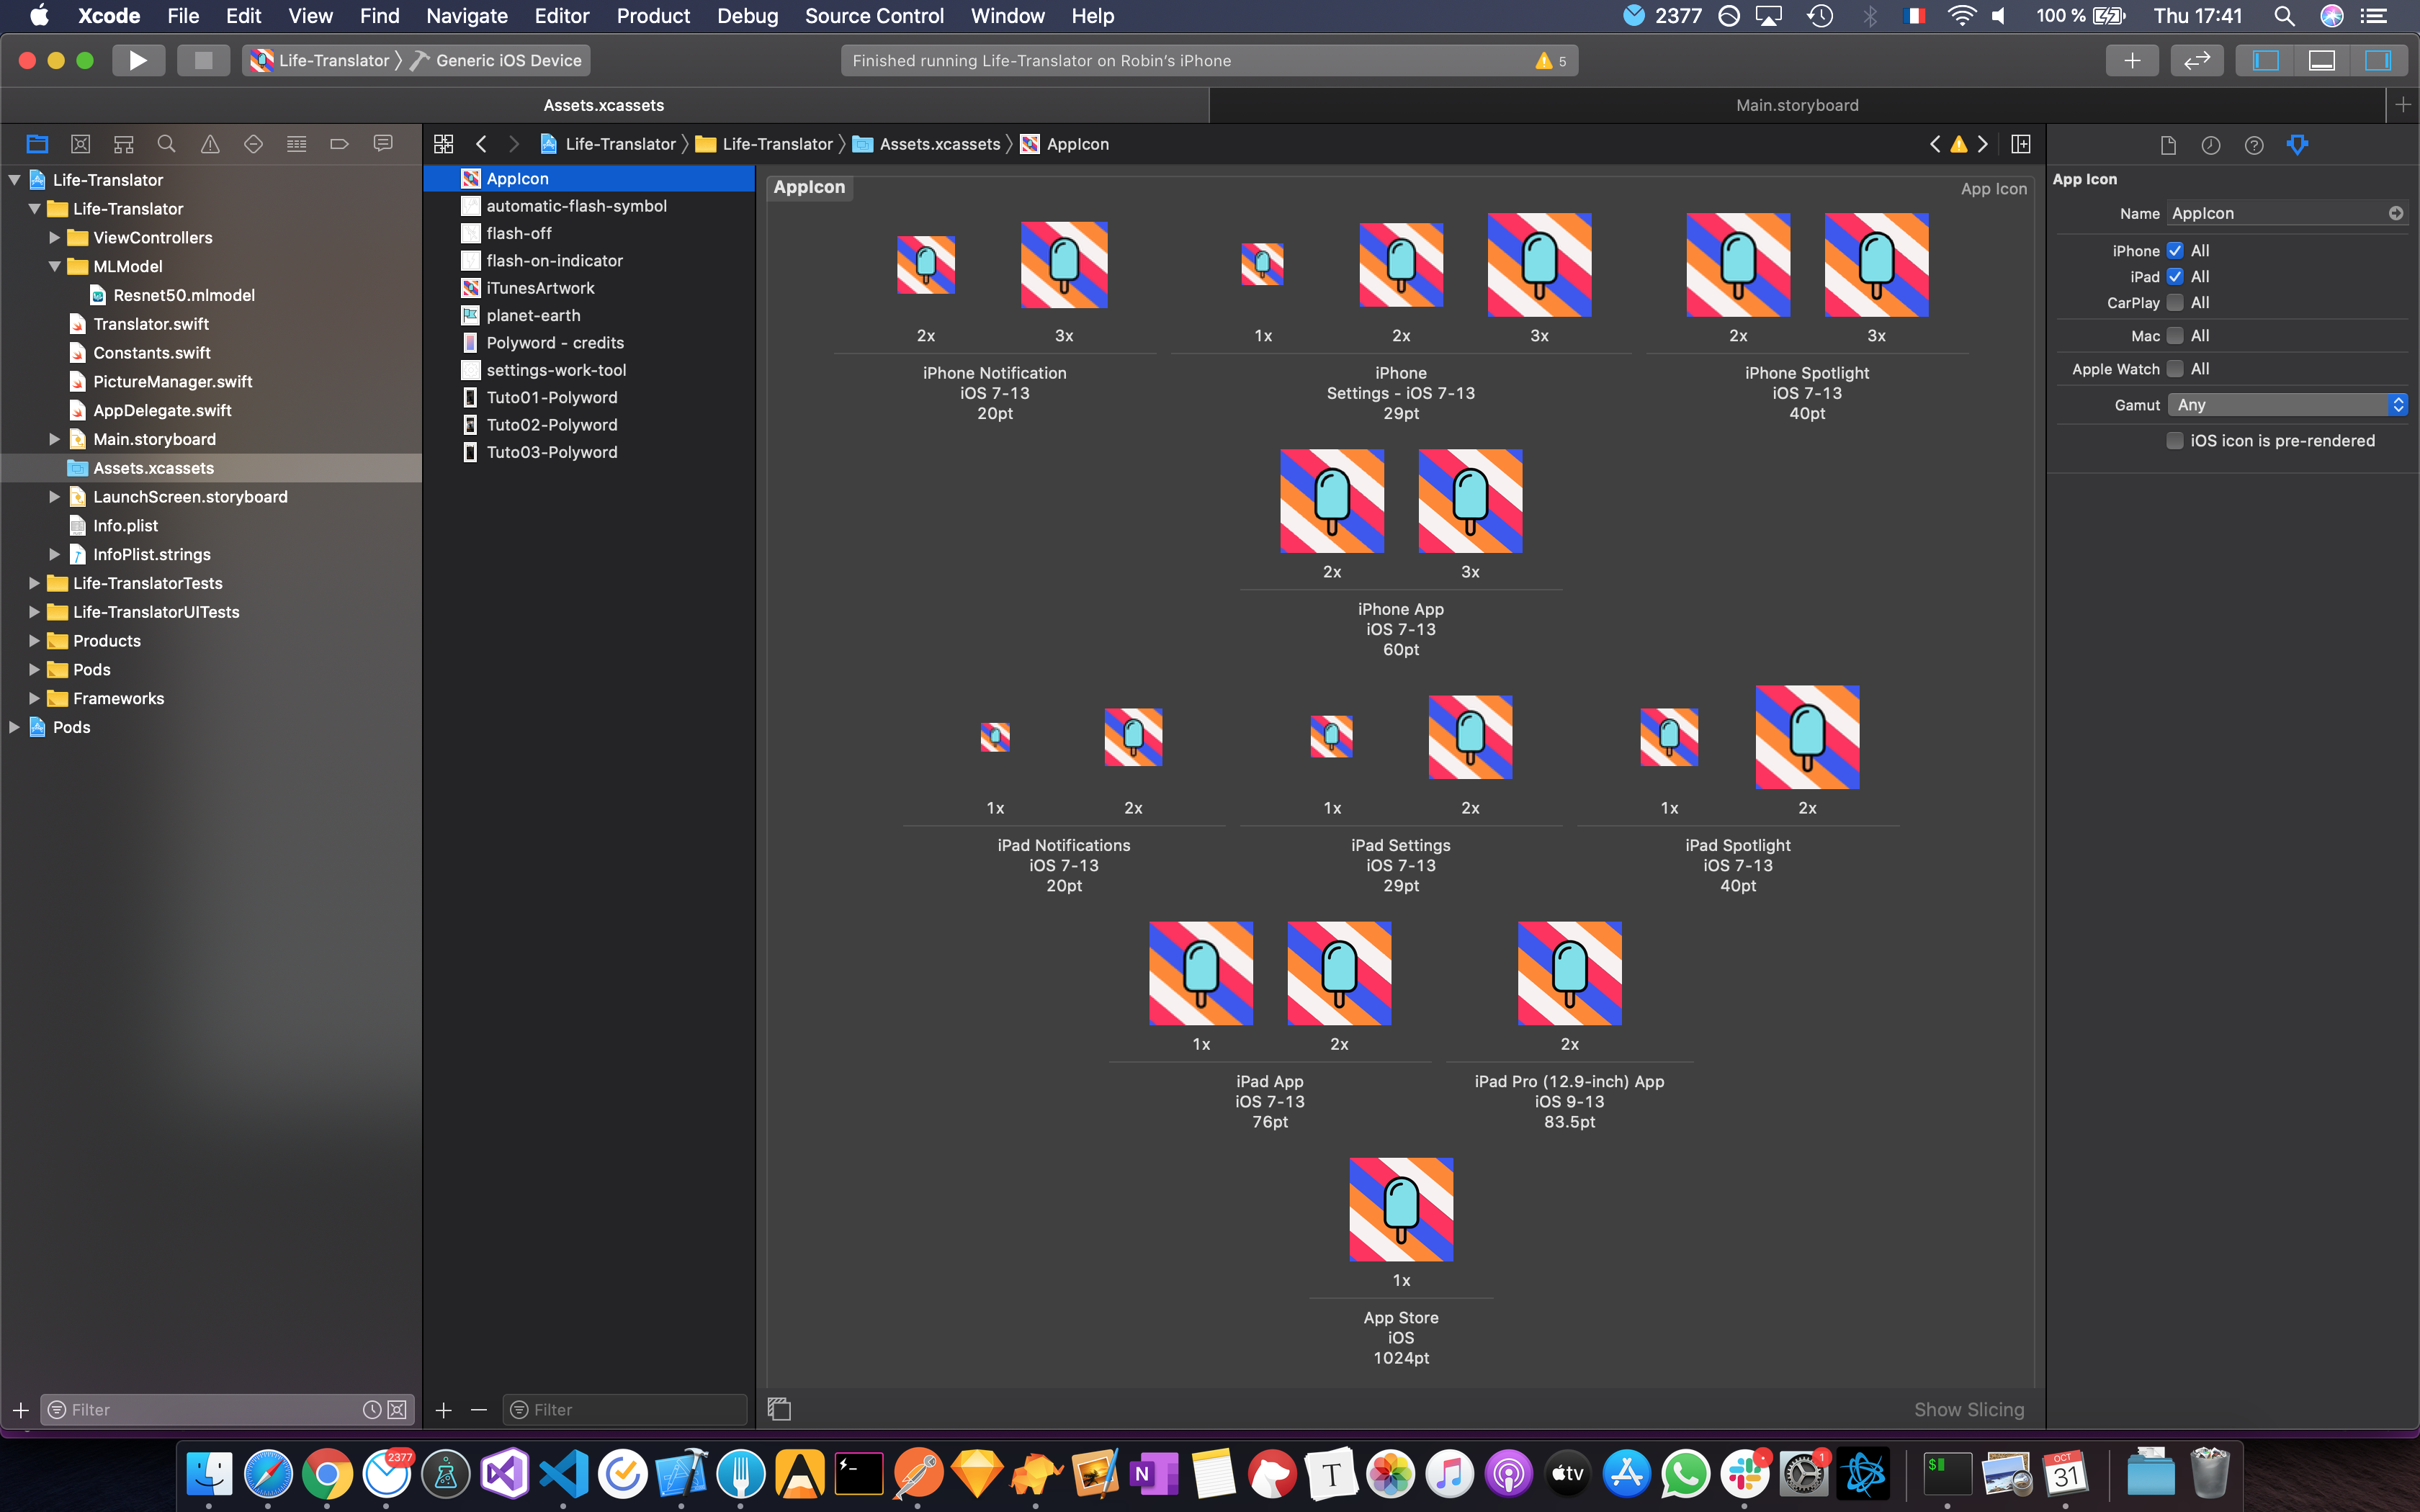 Xcode File Edit View Find Navigate Editor Product Debug Source Control Window Help 2377 100 % Thu 17:41
Life-Translator Generic iOS Device Finished running Life-Translator on Robin's iPhone 5
Assets.xcassets Main.storyboard
Life-Translator Life-Translator Assets.xcassets AppIcon
Life-Translator
Life-Translator
ViewControllers
MLModel
Resnet50.mlmodel
Translator.swift
Constants.swift
PictureManager.swift
AppDelegate.swift
Main.storyboard
Assets.xcassets
LaunchScreen.storyboard
Info.plist
InfoPlist.strings
Life-TranslatorTests
Life-TranslatorUITests
Products
Pods
Frameworks
Pods
Filter
AppIcon
automatic-flash-symbol
flash-off
flash-on-indicator
iTunesArtwork
planet-earth
Polyword - credits
settings-work-tool
Tuto01-Polyword
Tuto02-Polyword
Tuto03-Polyword
Filter
AppIcon App Icon
2x 3x 1x 2x 3x 2x 3x
iPhone Notification
iOS 7-13
20pt
iPhone
Settings - iOS 7-13
29pt
iPhone Spotlight
iOS 7-13
40pt
2x 3x
iPhone App
iOS 7-13
60pt
1x 2x 1x 2x 1x 2x
iPad Notifications
iOS 7-13
20pt
iPad Settings
iOS 7-13
29pt
iPad Spotlight
iOS 7-13
40pt
1x 2x 2x
iPad App
iOS 7-13
76pt
iPad Pro (12.9-inch) App
iOS 9-13
83.5pt
1x
App Store
iOS
1024pt
Show Slicing
App Icon
Name AppIcon
iPhone All
iPad All
CarPlay All
Mac All
Apple Watch All
Gamut Any
iOS icon is pre-rendered
2377
N
T
tv
1
$
OCT
31